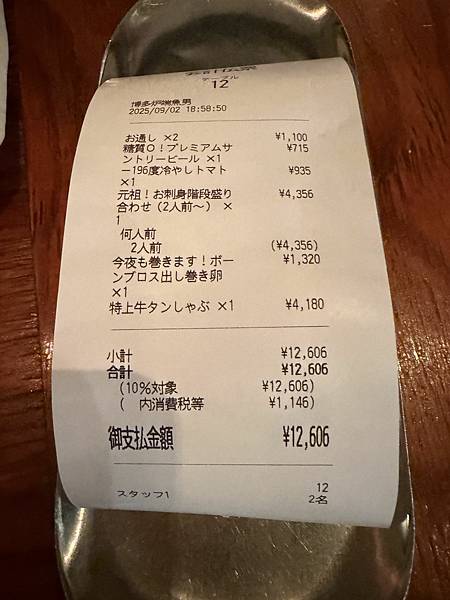 テーブル
12
博多炉端魚男
2025/09/02 18:58:50
お通し ×2 ¥1,100
糖質0!プレミアムサ ¥715
ントリービール ×1
-196度冷やしトマト ¥935
×1
元祖!お刺身階段盛り ¥4,356
合わせ(2人前〜) ×
1
何人前
2人前 (¥4,356)
今夜も巻きます!ボー ¥1,320
ンブロス出し巻き卵
×1
特上牛タンしゃぶ ×1 ¥4,180
小計 ¥12,606
合計 ¥12,606
(10%対象 ¥12,606)
( 内消費税等 ¥1,146)
御支払金額 ¥12,606
12
スタッフ1 2名